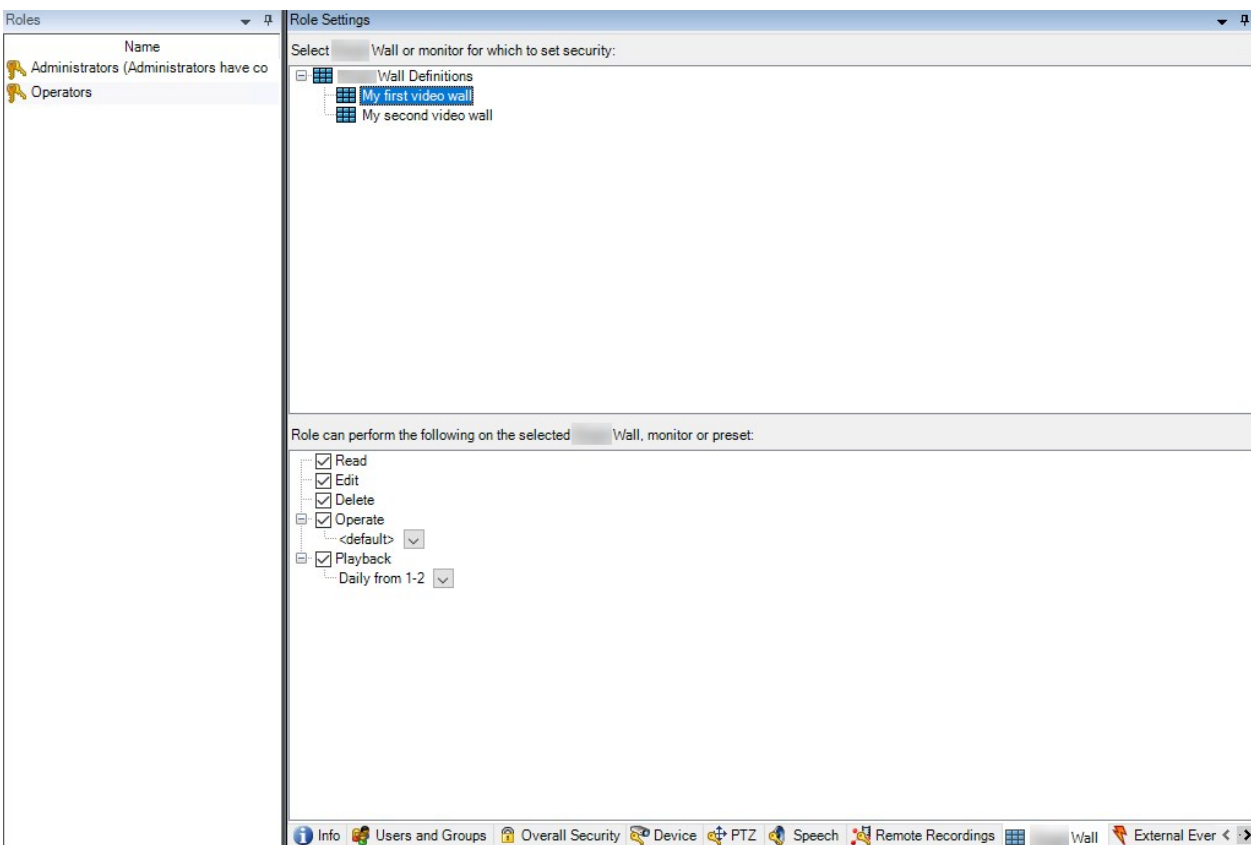 Roles
Name
Administrators (Administrators have co
Operators
Role Settings
Select Wall or monitor for which to set security:
Wall Definitions
My first video wall
My second video wall
Role can perform the following on the selected Wall, monitor or preset:
Read
Edit
Delete
Operate
<default>
Playback
Daily from 1-2
Info Users and Groups Overall Security Device PTZ Speech Remote Recordings Wall External Ever